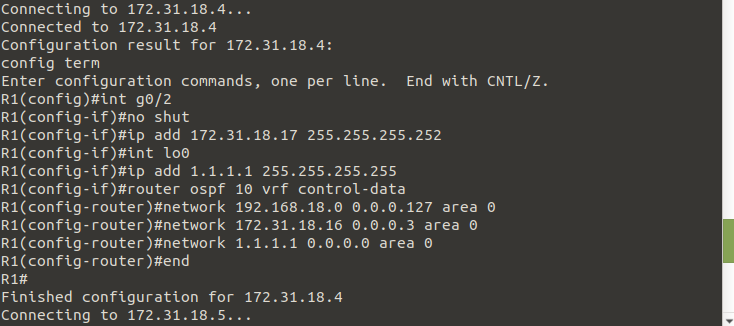 Connecting to 172.31.18.4...
Connected to 172.31.18.4
Configuration result for 172.31.18.4:
config term
Enter configuration commands, one per line.  End with CNTL/Z.
R1(config)#int g0/2
R1(config-if)#no shut
R1(config-if)#ip add 172.31.18.17 255.255.255.252
R1(config-if)#int lo0
R1(config-if)#ip add 1.1.1.1 255.255.255.255
R1(config-if)#router ospf 10 vrf control-data
R1(config-router)#network 192.168.18.0 0.0.0.127 area 0
R1(config-router)#network 172.31.18.16 0.0.0.3 area 0
R1(config-router)#network 1.1.1.1 0.0.0.0 area 0
R1(config-router)#end
R1#
Finished configuration for 172.31.18.4
Connecting to 172.31.18.5...